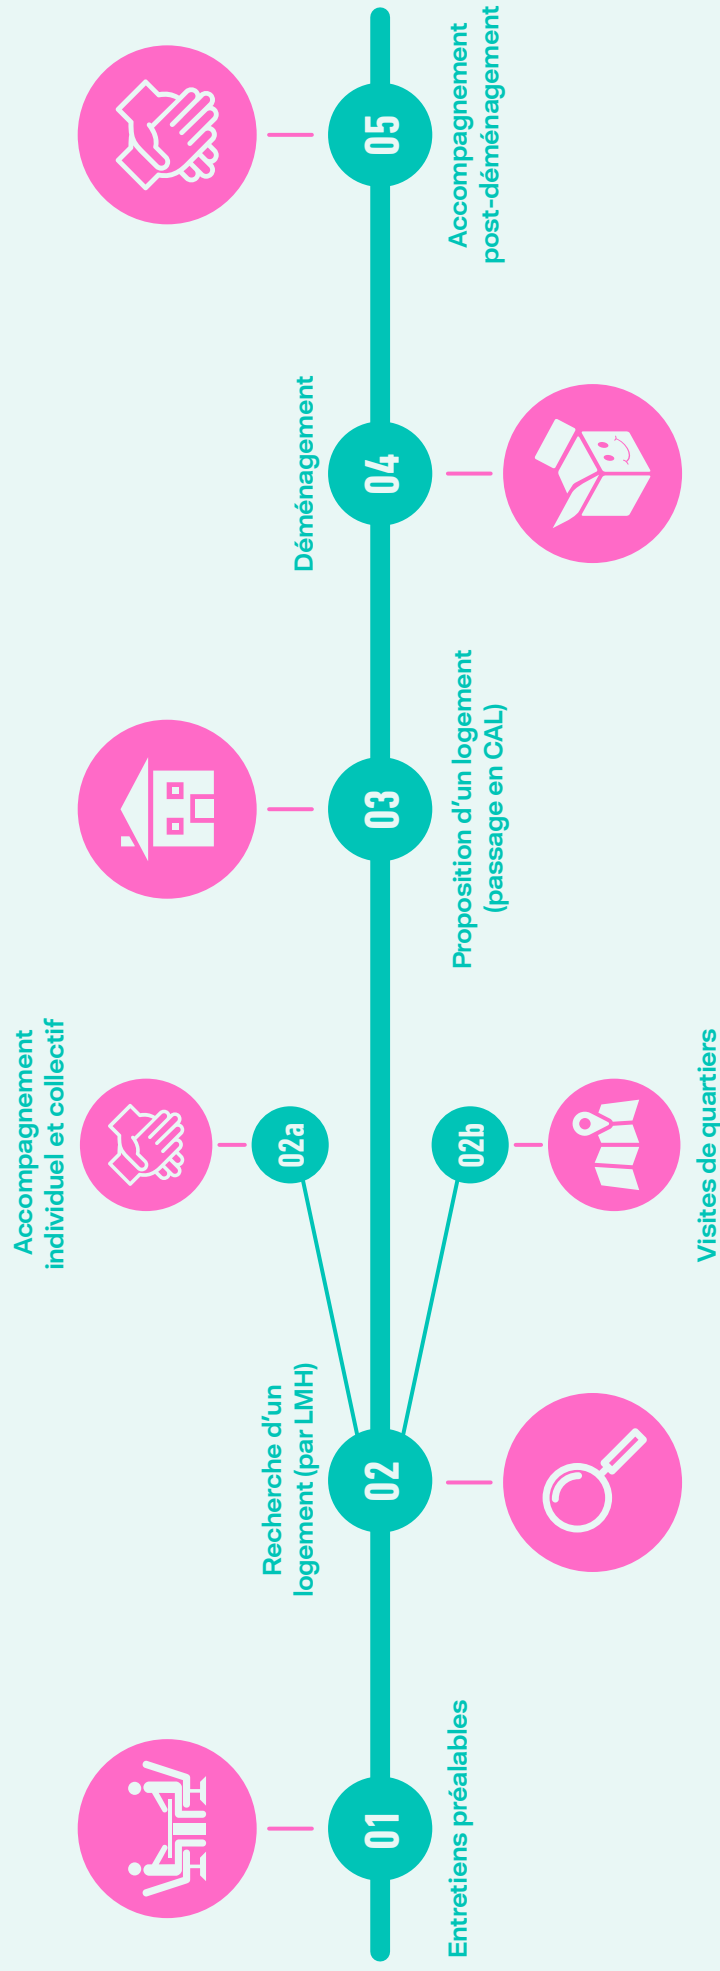 01
Entretiens préalables
Recherche d'un
logement (par LMH)
02
Accompagnement
individuel et collectif
02a
02b
Visites de quartiers
03
Proposition d'un logement
(passage en CAL)
Déménagement
04
05
Accompagnement
post-déménagement